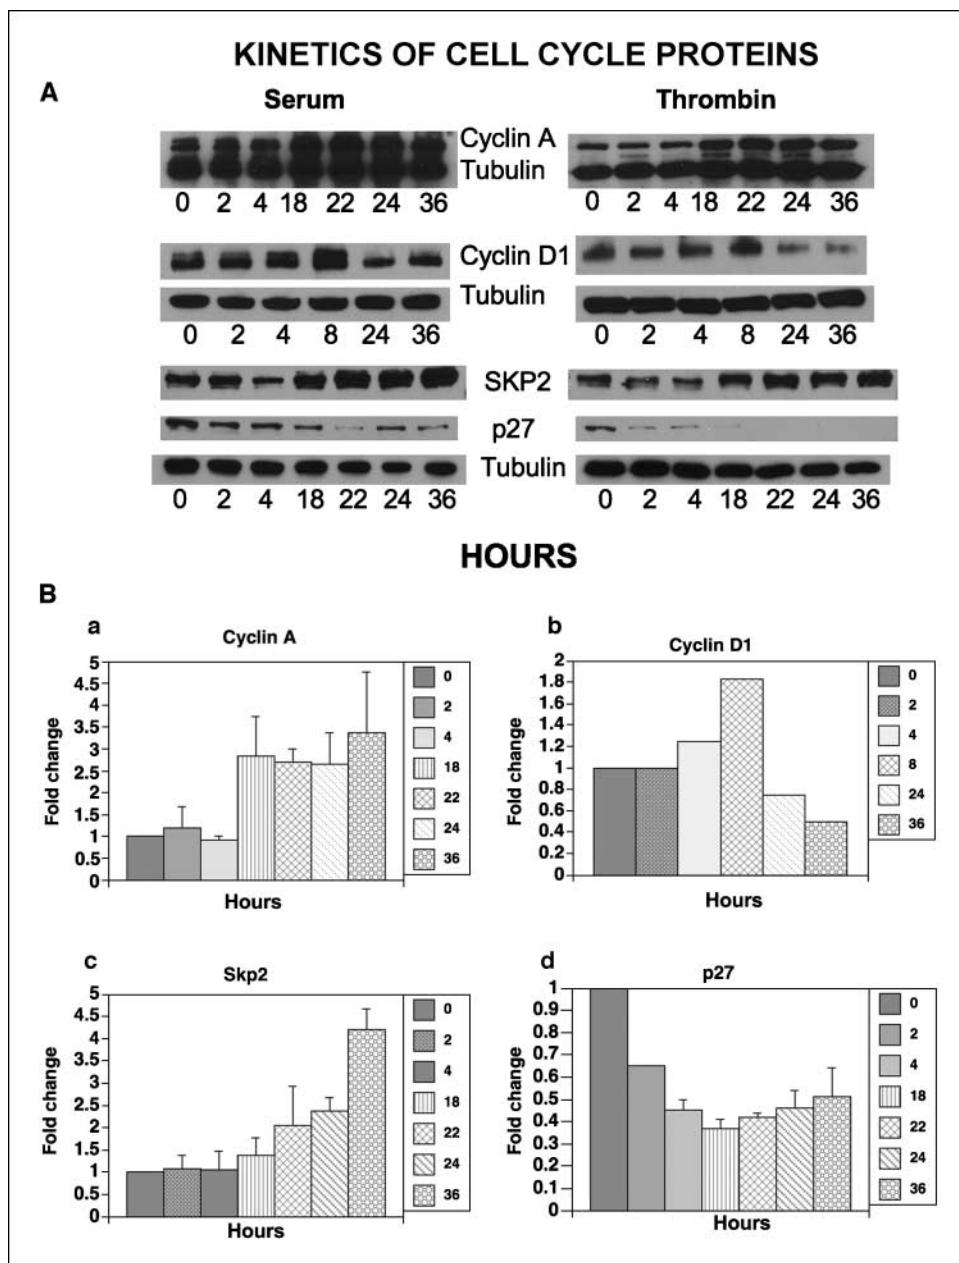 KINETICS OF CELL CYCLE PROTEINS
A
Serum Thrombin
Cyclin A
Tubulin
0 2 4 18 22 24 36 0 2 4 18 22 24 36
Cyclin D1
Tubulin
0 2 4 8 24 36 0 2 4 8 24 36
SKP2
p27
Tubulin
0 2 4 18 22 24 36 0 2 4 18 22 24 36
HOURS
B
a
Cyclin A
Fold change
5
4.5
4
3.5
3
2.5
2
1.5
1
0.5
0
Hours
0
2
4
18
22
24
36
b
Cyclin D1
Fold change
2
1.8
1.6
1.4
1.2
1
0.8
0.6
0.4
0.2
0
Hours
0
2
4
8
24
36
c
Skp2
Fold change
5
4.5
4
3.5
3
2.5
2
1.5
1
0.5
0
Hours
0
2
4
18
22
24
36
d
p27
Fold change
1
0.9
0.8
0.7
0.6
0.5
0.4
0.3
0.2
0.1
0
Hours
0
2
4
18
22
24
36